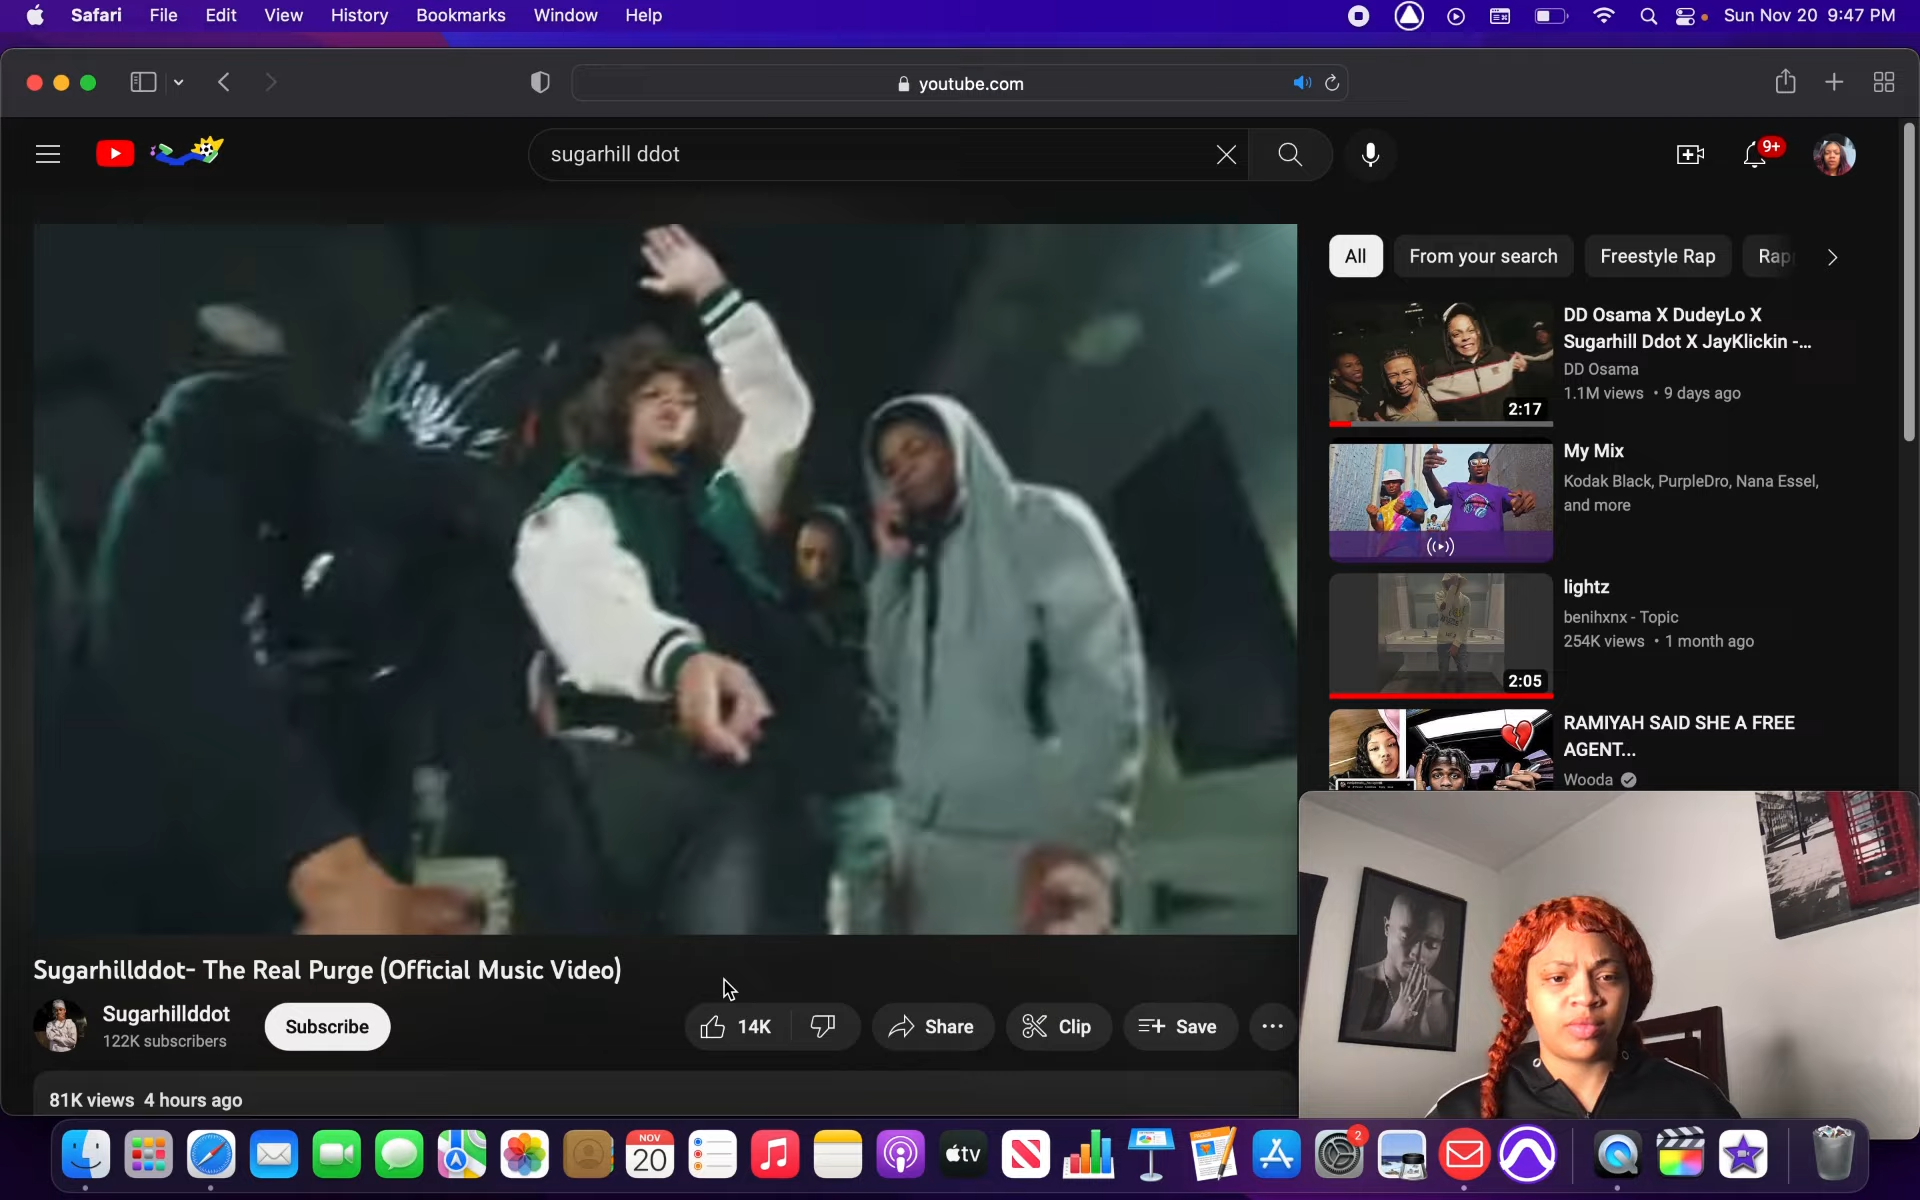 Safari File Edit View History Bookmarks Window Help
Sun Nov 20 9:47 PM
youtube.com
sugarhill ddot
9+
All From your search Freestyle Rap Rap
DD Osama X DudeyLo X
Sugarhill Ddot X JayKlickin -...
DD Osama
1.1M views • 9 days ago
2:17
My Mix
Kodak Black, PurpleDro, Nana Essel,
and more
lightz
benihxnx - Topic
254K views • 1 month ago
2:05
RAMIYAH SAID SHE A FREE
AGENT...
Wooda
Sugarhillddot- The Real Purge (Official Music Video)
Sugarhillddot
122K subscribers
Subscribe
14K Share Clip Save
81K views 4 hours ago
NOV
20
tv
2